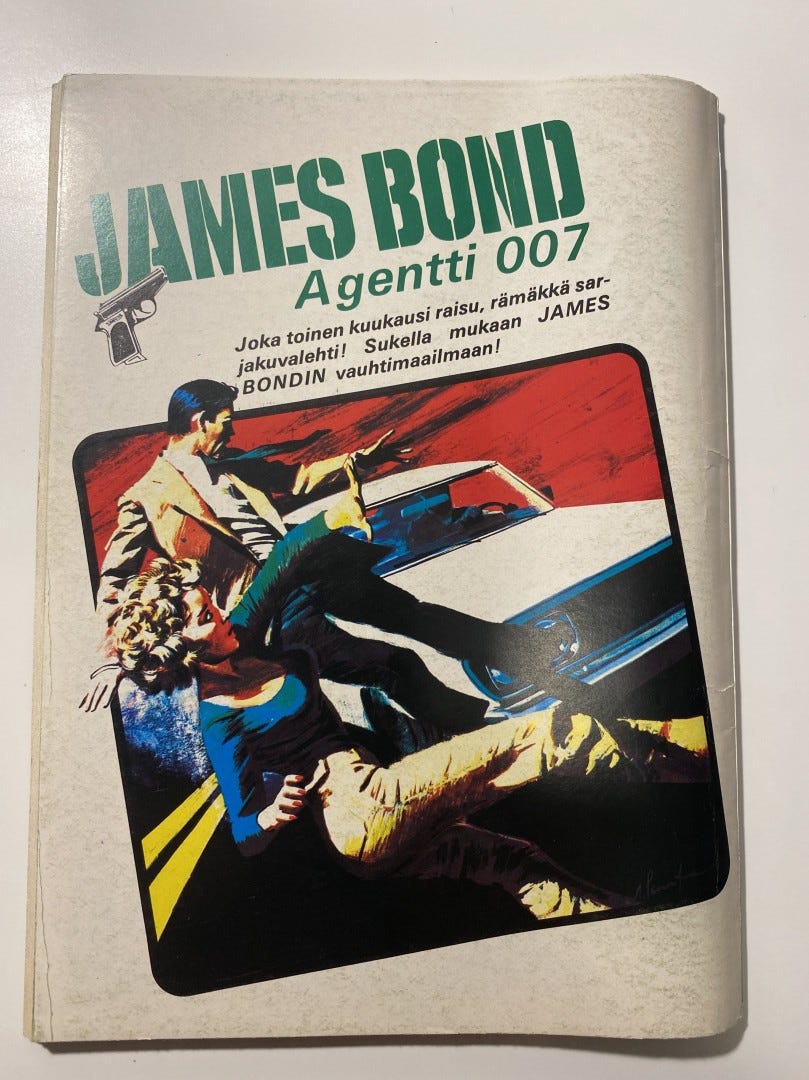 JAMES BOND
Agentti 007
Joka toinen kuukausi raisu, rämäkkä sar-
jakuvalehti! Sukella mukaan JAMES
BONDIN vauhtimaailmaan!